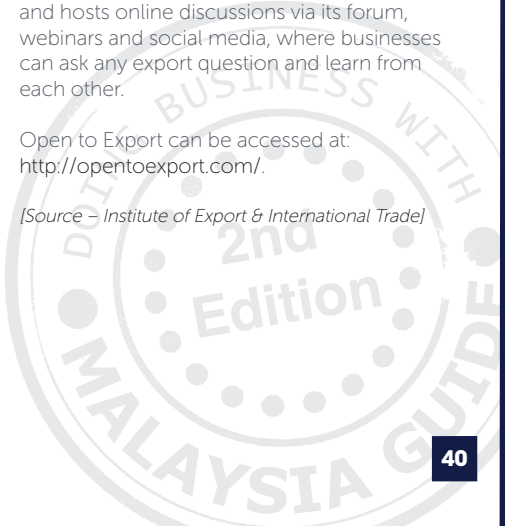 and hosts online discussions via its forum,
webinars and social media, where businesses
can ask any export question and learn from
each other.
Open to Export can be accessed at:
http://opentoexport.com/.
[Source – Institute of Export & International Trade]
DOING BUSINESS WITH
2nd
Edition
MALAYSIA GUIDE
40